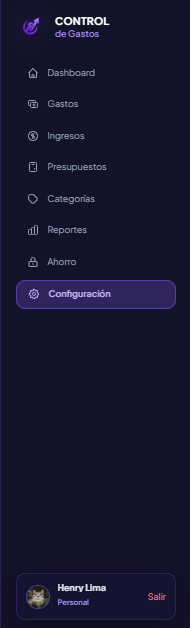 CONTROL
de Gastos
Dashboard
Gastos
Ingresos
Presupuestos
Categorías
Reportes
Ahorro
Configuración
Henry Lima
Personal
Salir